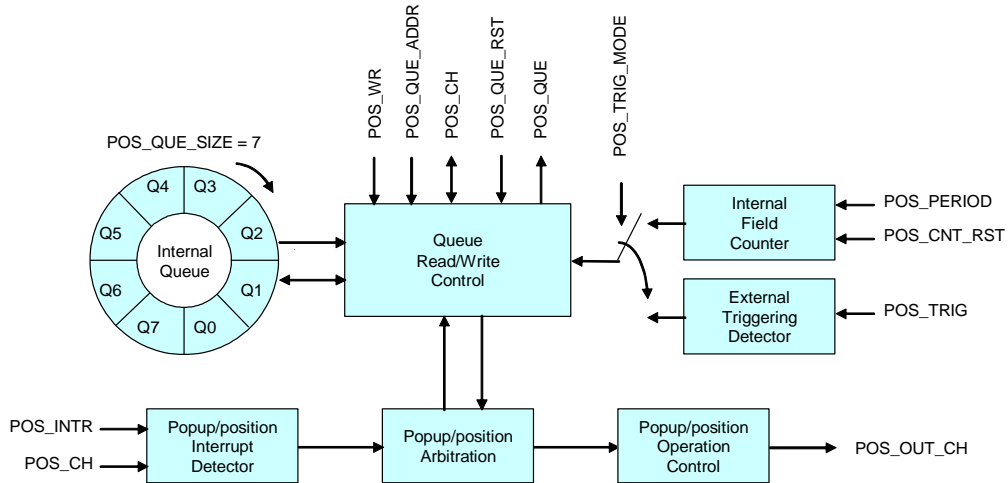 POS_WR
POS_QUE_ADDR
POS_CH
POS_QUE_RST
POS_QUE
POS_TRIG_MODE
POS_QUE_SIZE = 7
Q4
Q3
Q5
Q2
Q6
Q1
Q7
Q0
Internal
Queue
Queue
Read/Write
Control
Internal
Field
Counter
POS_PERIOD
POS_CNT_RST
External
Triggering
Detector
POS_TRIG
POS_INTR
POS_CH
Popup/position
Interrupt
Detector
Popup/position
Arbitration
Popup/position
Operation
Control
POS_OUT_CH